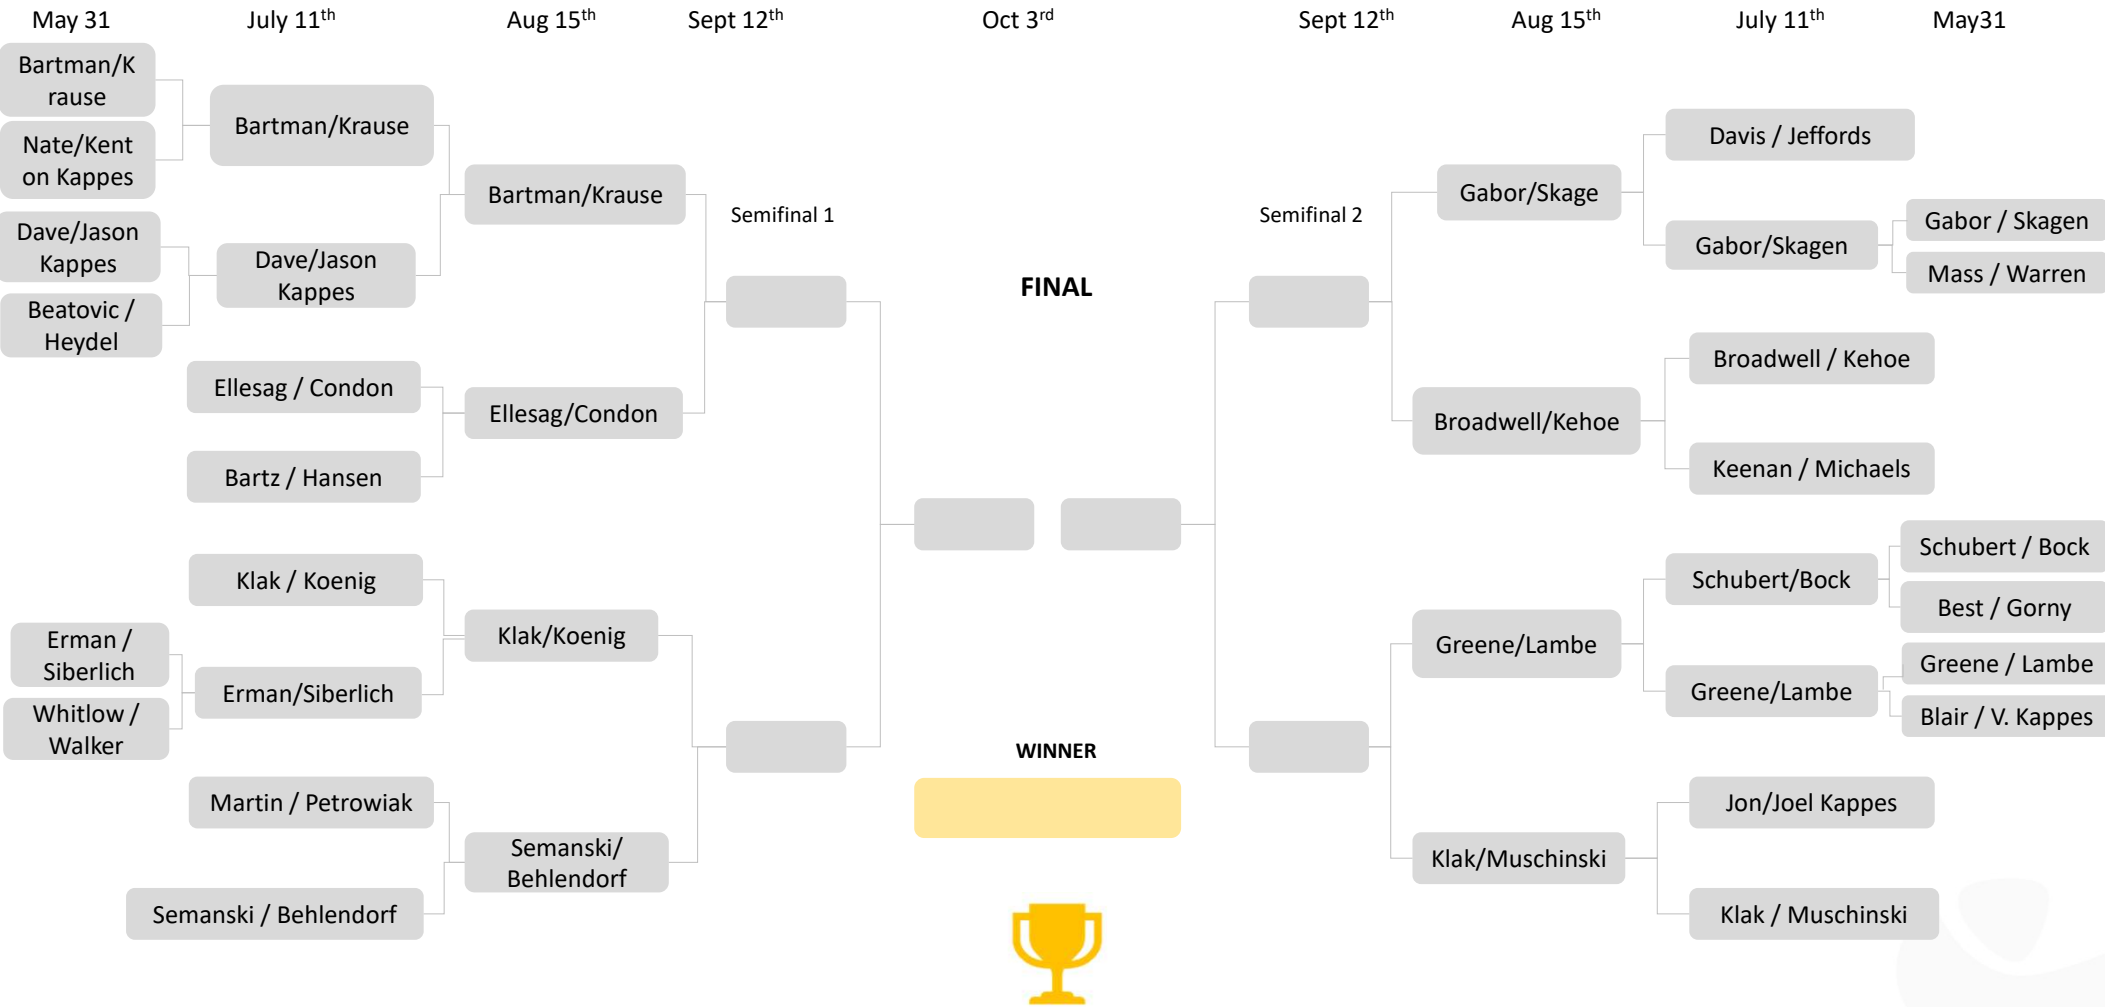 May 31
July 11th
Aug 15th
Sept 12th
Oct 3rd
Sept 12th
Aug 15th
July 11th
May31
Bartman/K
rause
Nate/Kent
on Kappes
Dave/Jason
Kappes
Beatovic /
Heydel
Erman /
Siberlich
Whitlow /
Walker
Bartman/Krause
Dave/Jason
Kappes
Ellesag / Condon
Bartz / Hansen
Klak / Koenig
Erman/Siberlich
Martin / Petrowiak
Semanski / Behlendorf
Bartman/Krause
Ellesag/Condon
Klak/Koenig
Semanski/
Behlendorf
Semifinal 1
FINAL
WINNER
Semifinal 2
Gabor/Skage
Broadwell/Kehoe
Greene/Lambe
Klak/Muschinski
Davis / Jeffords
Gabor/Skagen
Broadwell / Kehoe
Keenan / Michaels
Schubert/Bock
Greene/Lambe
Jon/Joel Kappes
Klak / Muschinski
Gabor / Skagen
Mass / Warren
Schubert / Bock
Best / Gorny
Greene / Lambe
Blair / V. Kappes